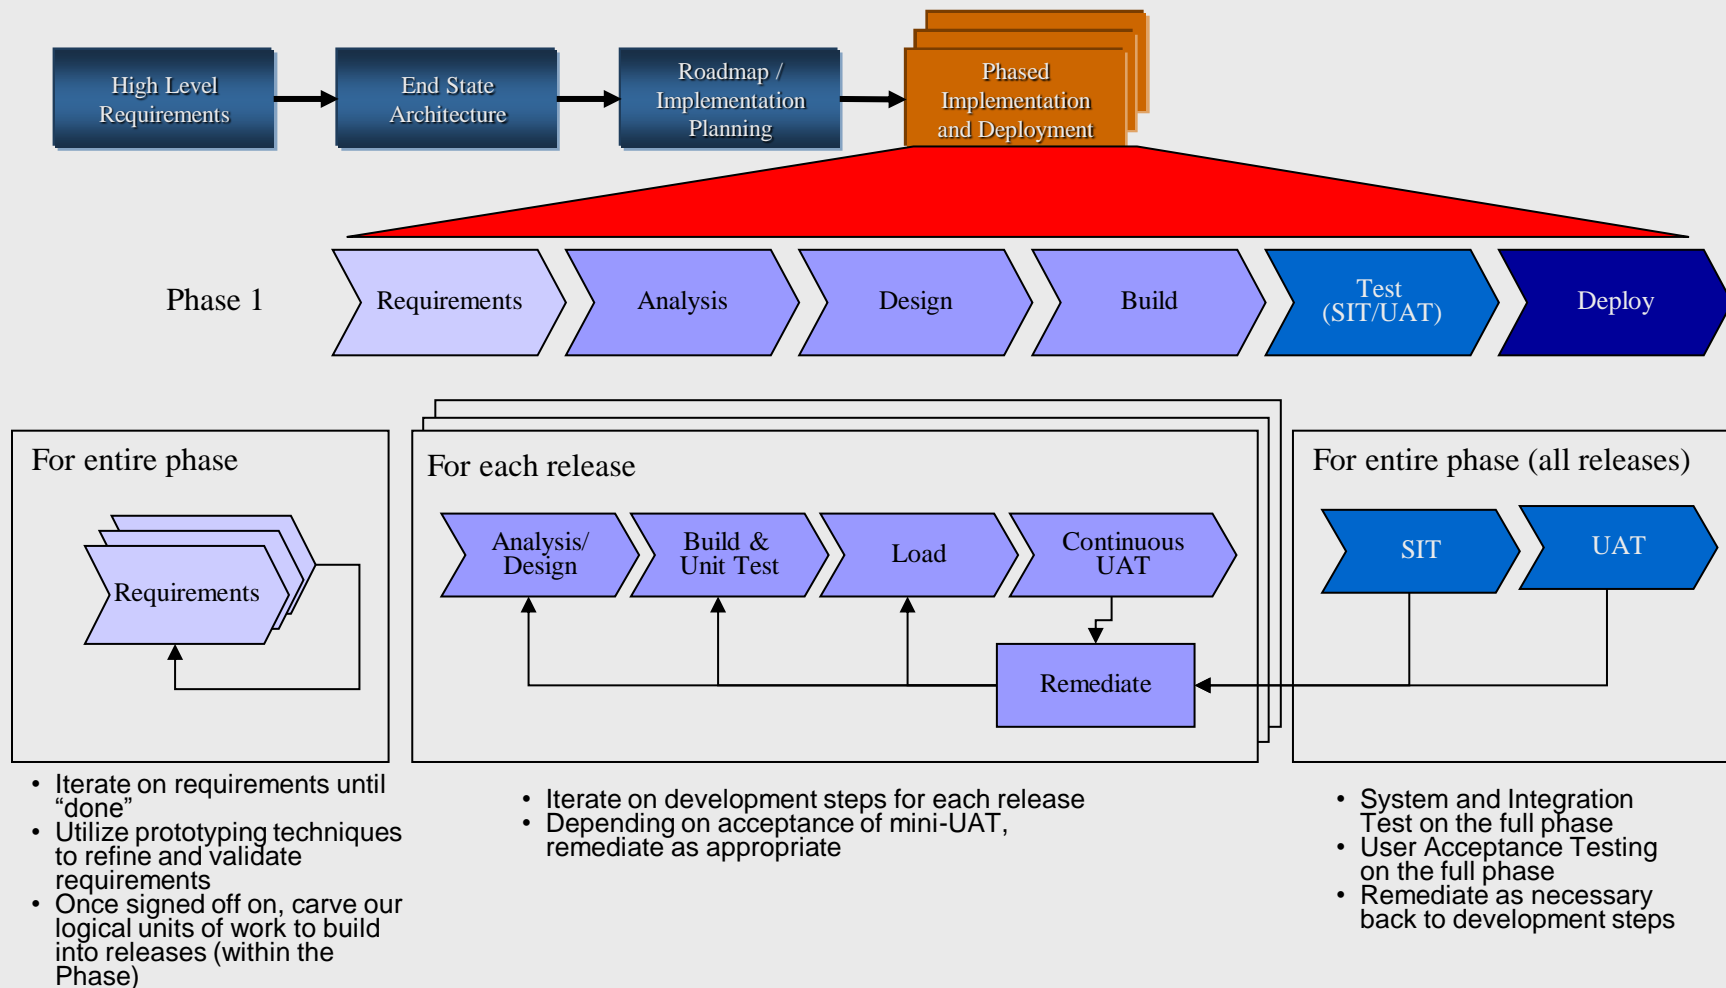 High Level
Requirements
End State
Architecture
Roadmap /
Implementation
Planning
Phased
Implementation
and Deployment
Phase 1
Requirements
Analysis
Design
Build
Test
(SIT/UAT)
Deploy
For entire phase
Requirements
For each release
Analysis/
Design
Build &
Unit Test
Load
Continuous
UAT
Remediate
For entire phase (all releases)
SIT
UAT
• Iterate on requirements until
“done”
• Utilize prototyping techniques
to refine and validate
requirements
• Once signed off on, carve our
logical units of work to build
into releases (within the
Phase)
• Iterate on development steps for each release
• Depending on acceptance of mini-UAT,
remediate as appropriate
• System and Integration
Test on the full phase
• User Acceptance Testing
on the full phase
• Remediate as necessary
back to development steps